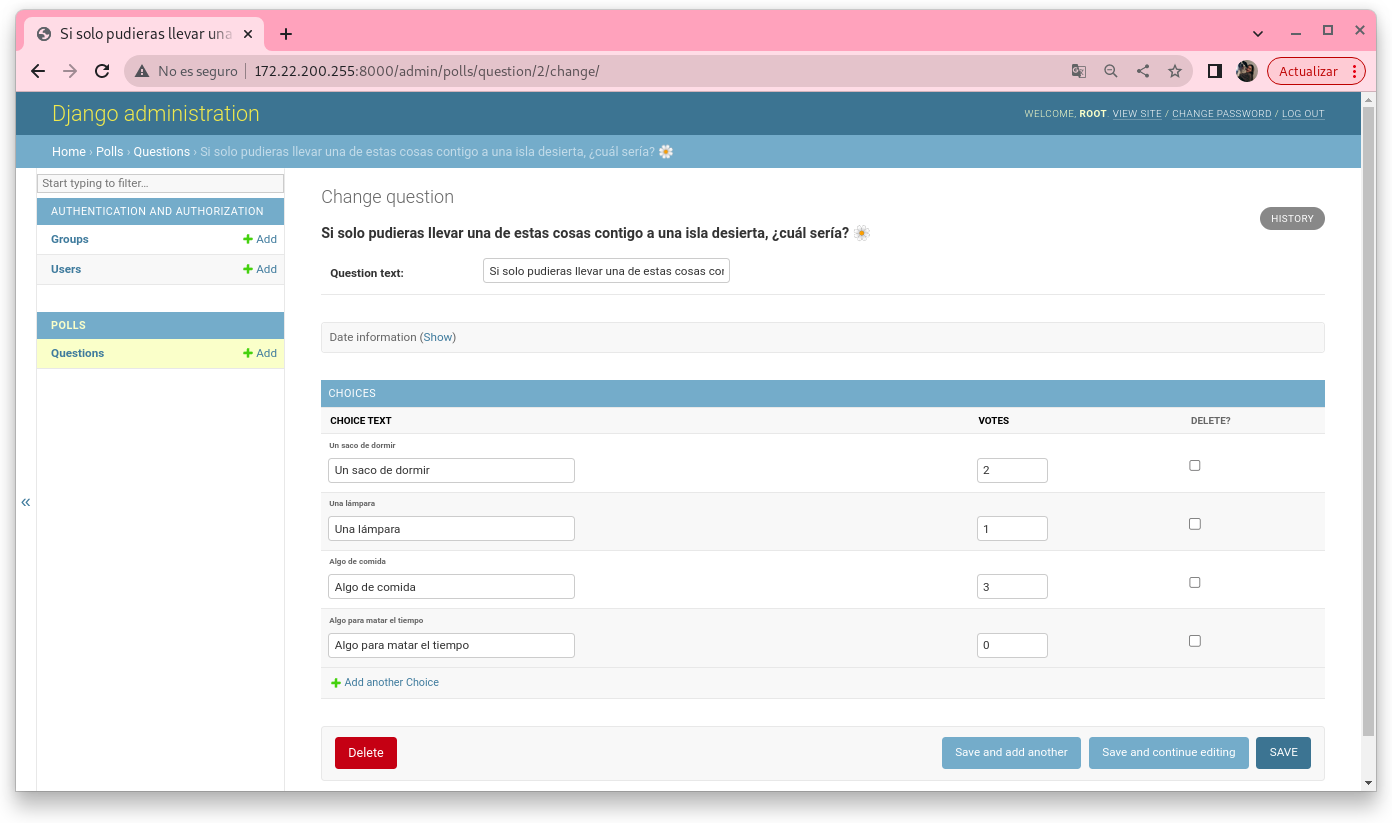 Si solo pudieras llevar una
No es seguro 172.22.200.255:8000/admin/polls/question/2/change/
Actualizar
Django administration
WELCOME, ROOT. VIEW SITE / CHANGE PASSWORD / LOG OUT
Home › Polls › Questions › Si solo pudieras llevar una de estas cosas contigo a una isla desierta, ¿cuál sería? 🌼
Start typing to filter...
AUTHENTICATION AND AUTHORIZATION
Groups + Add
Users + Add
POLLS
Questions + Add
«
Change question
HISTORY
Si solo pudieras llevar una de estas cosas contigo a una isla desierta, ¿cuál sería? 🌼
Question text: Si solo pudieras llevar una de estas cosas con
Date information (Show)
CHOICES
CHOICE TEXT VOTES DELETE?
Un saco de dormir
Un saco de dormir 2
Una lámpara
Una lámpara 1
Algo de comida
Algo de comida 3
Algo para matar el tiempo
Algo para matar el tiempo 0
+ Add another Choice
Delete Save and add another Save and continue editing SAVE